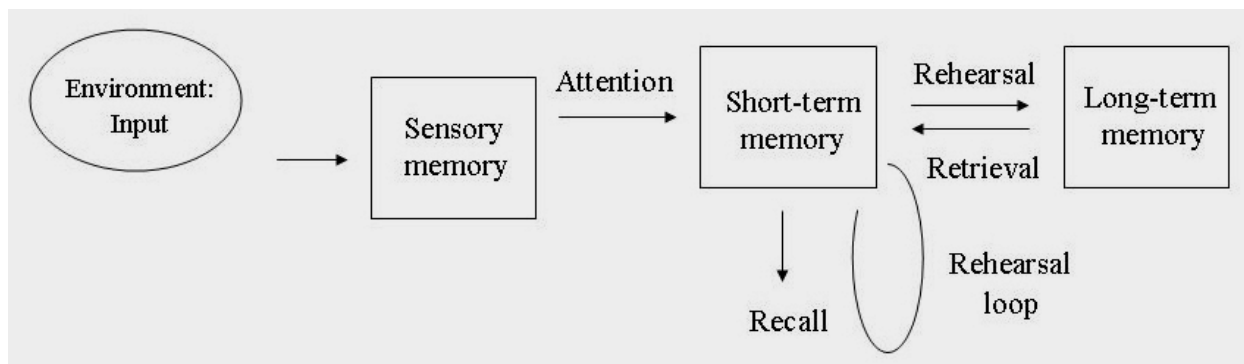 Environment:
Input
Sensory
memory
Attention
Short-term
memory
Rehearsal
Retrieval
Long-term
memory
Recall
Rehearsal
loop